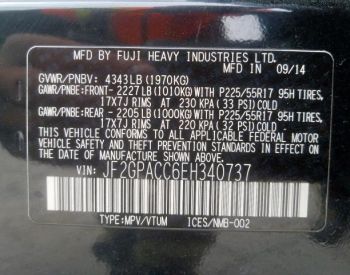 MFD BY FUJI HEAVY INDUSTRIES LTD.
MFD IN 09/14
GVWR/PNBV: 4343LB (1970KG)
GAWR/PNBE:FRONT- 2227LB (1010KG) WITH P225/55R17 95H TIRES,
17X7J RIMS AT 230 KPA (33 PSI) COLD
GAWR/PNBE:REAR - 2205LB (1000KG) WITH P225/55R17 95H TIRES,
17X7J RIMS AT 220 KPA (32 PSI) COLD
THIS VEHICLE CONFORMS TO ALL APPLICABLE FEDERAL MOTOR
VEHICLE SAFETY AND
THEFT PREVENTION STANDARDS IN EFFECT ON THE DATE OF
MANUFACTURE SHOWN ABOVE.
VIN: JF2GPACC6FH340737
TYPE:MPV/VTUM ICES/NMB-002